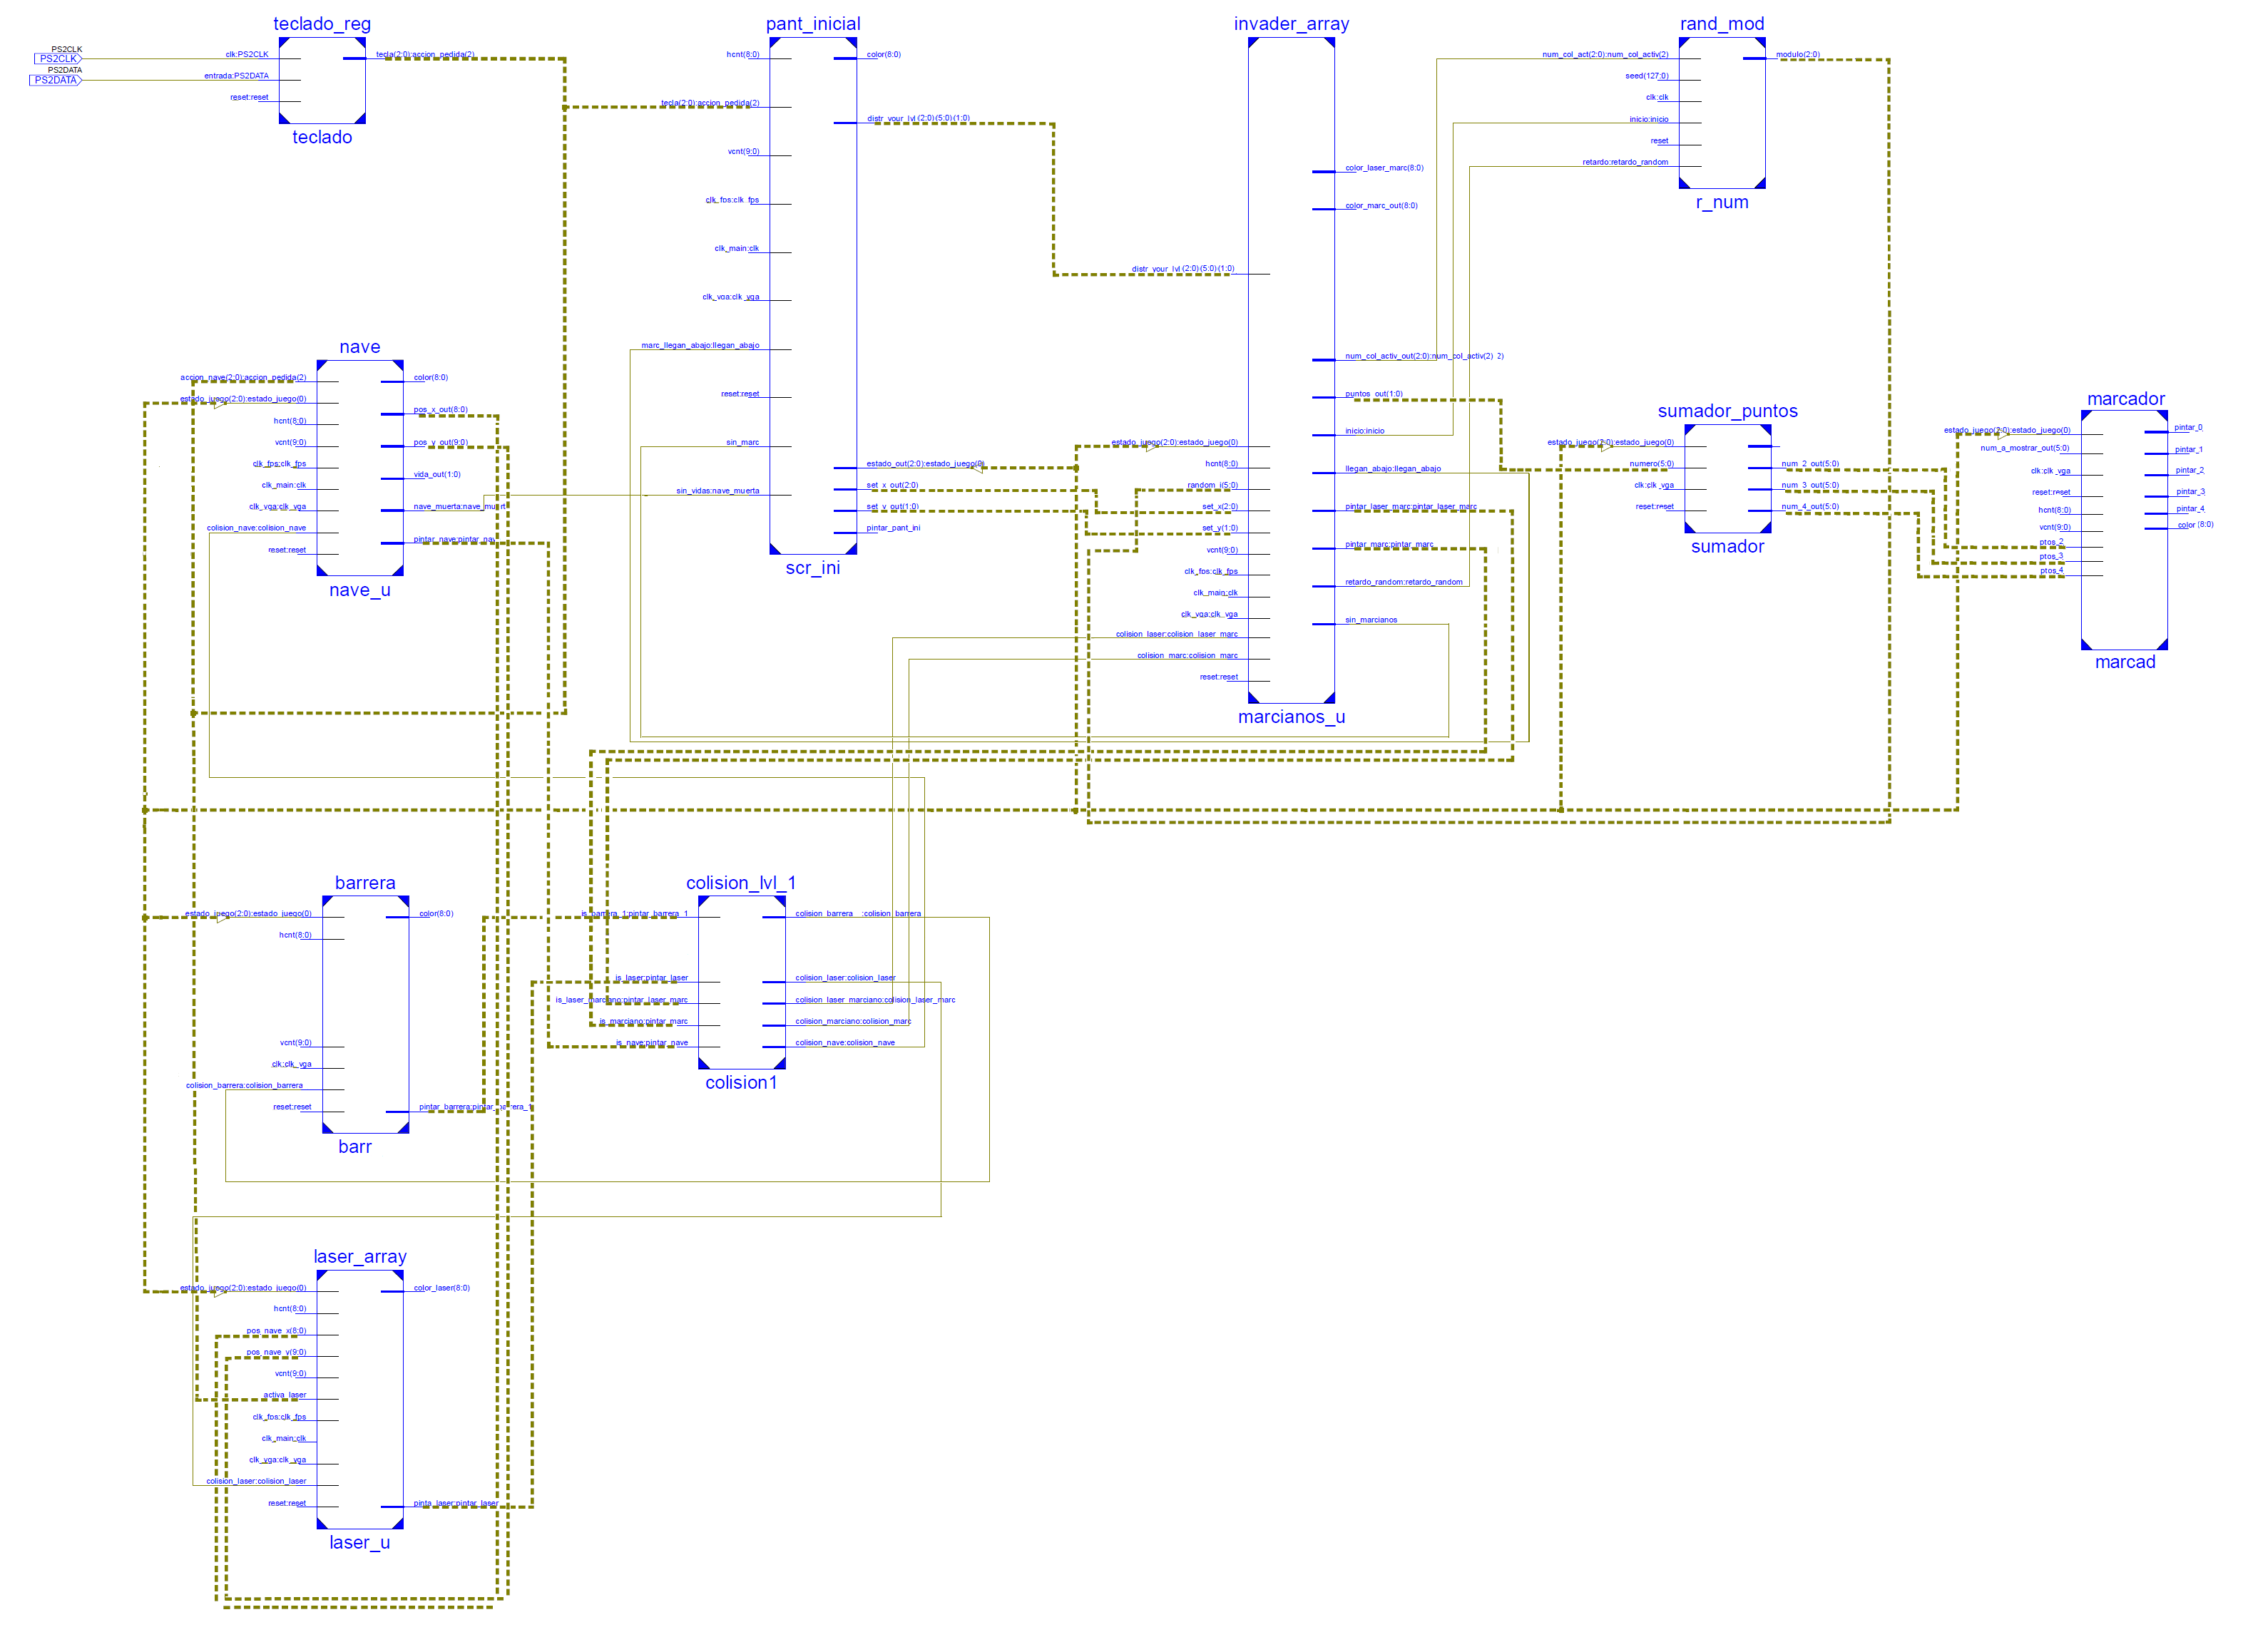 teclado_reg
PS2CLK
PS2CLK
PS2DATA
PS2DATA
clk:PS2CLK
entrada:PS2DATA
reset:reset
tecla(2:0):accion_pedida(2)
teclado
pant_inicial
hcnt(8:0)
tecla(2:0):accion_pedida(2)
vcnt(9:0)
clk_fps:clk_fps
clk_main:clk
clk_vga:clk_vga
marc_llegan_abajo:llegan_abajo
reset:reset
sin_marc
sin_vidas:nave_muerta
color(8:0)
distr_your_lvl(2:0)(5:0)(1:0)
estado_out(2:0):estado_juego(0)
set_x_out(2:0)
set_y_out(1:0)
pintar_pant_ini
scr_ini
invader_array
distr_your_lvl(2:0)(5:0)(1:0)
estado_juego(2:0):estado_juego(0)
hcnt(8:0)
random_i(5:0)
set_x(2:0)
set_y(1:0)
vcnt(9:0)
clk_fps:clk_fps
clk_main:clk
clk_vga:clk_vga
colision_laser:colision_laser_marc
colision_marc:colision_marc
reset:reset
color_laser_marc(8:0)
color_marc_out(8:0)
num_col_activ_out(2:0):num_col_activ(2) 2)
puntos_out(1:0)
inicio:inicio
llegan_abajo:llegan_abajo
pintar_laser_marc:pintar_laser_marc
pintar_marc:pintar_marc
retardo_random:retardo_random
sin_marcianos
marcianos_u
rand_mod
num_col_act(2:0):num_col_activ(2)
seed(127:0)
clk:clk
inicio:inicio
reset
retardo:retardo_random
modulo(2:0)
r_num
nave
accion_nave(2:0):accion_pedida(2)
estado_juego(2:0):estado_juego(0)
hcnt(8:0)
vcnt(9:0)
clk_fps:clk_fps
clk_main:clk
clk_vga:clk_vga
colision_nave:colision_nave
reset:reset
color(8:0)
pos_x_out(8:0)
pos_y_out(9:0)
vida_out(1:0)
nave_muerta:nave_muert
pintar_nave:pintar_nav
nave_u
sumador_puntos
estado_juego(2:0):estado_juego(0)
numero(5:0)
clk:clk_vga
reset:reset
num_2_out(5:0)
num_3_out(5:0)
num_4_out(5:0)
sumador
marcador
estado_juego(2:0):estado_juego(0)
num_a_mostrar_out(5:0)
clk:clk_vga
reset:reset
hcnt(8:0)
vcnt(9:0)
ptos_2
ptos_3
ptos_4
pintar_0
pintar_1
pintar_2
pintar_3
pintar_4
color (8:0)
marcad
barrera
estado_juego(2:0):estado_juego(0)
hcnt(8:0)
vcnt(9:0)
clk:clk_vga
colision_barrera:colision_barrera
reset:reset
color(8:0)
pintar_barrera:pintar_barrera_1
barr
colision_lvl_1
is_barrera_1:pintar_barrera_1
is_laser:pintar_laser
is_laser_marciano:pintar_laser_marc
is_marciano:pintar_marc
is_nave:pintar_nave
colision_barrera :colision_barrera
colision_laser:colision_laser
colision_laser_marciano:colision_laser_marc
colision_marciano:colision_marc
colision_nave:colision_nave
colision1
laser_array
estado_juego(2:0):estado_juego(0)
hcnt(8:0)
pos_nave_x(8:0)
pos_nave_y(9:0)
vcnt(9:0)
activa_laser
clk_fps:clk_fps
clk_main:clk
clk_vga:clk_vga
colision_laser:colision_laser
reset:reset
color_laser(8:0)
pinta_laser:pintar_laser
laser_u